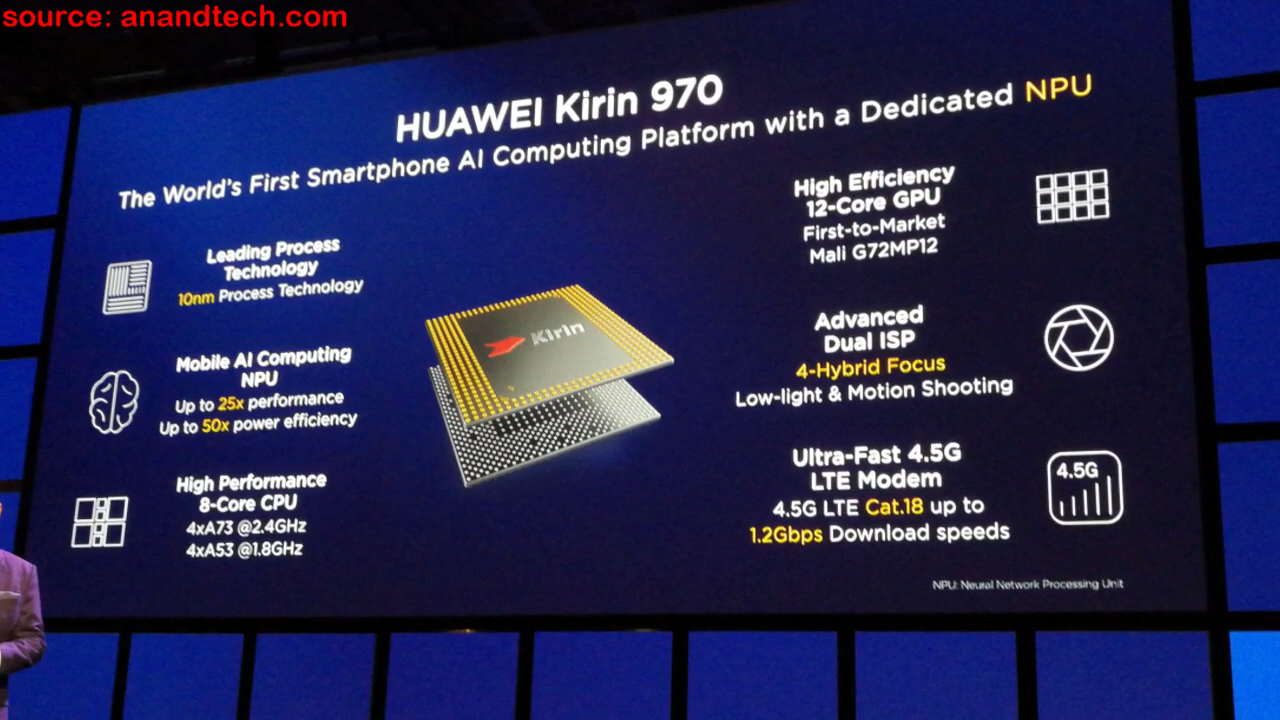 source: anandtech.com
HUAWEI Kirin 970
The World's First Smartphone AI Computing Platform with a Dedicated NPU
Leading Process
Technology
10nm Process Technology
Mobile AI Computing
NPU
Up to 25x performance
Up to 50x power efficiency
High Performance
8-Core CPU
4xA73 @2.4GHz
4xA53 @1.8GHz
Kirin
High Efficiency
12-Core GPU
First-to-Market
Mali G72MP12
Advanced
Dual ISP
4-Hybrid Focus
Low-light & Motion Shooting
Ultra-Fast 4.5G
LTE Modem
4.5G LTE Cat.18 up to
1.2Gbps Download speeds
4.5G
NPU: Neural Network Processing Unit